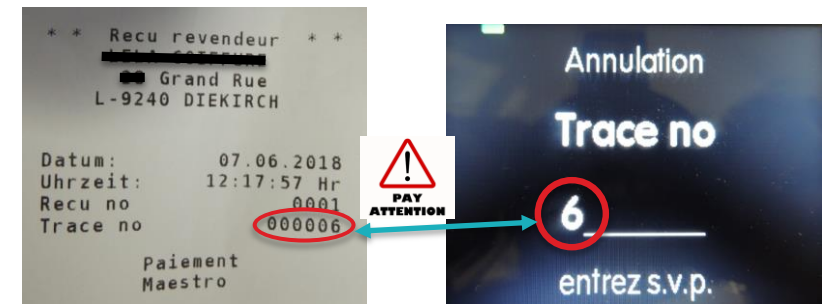 * * Recu revendeur * *
Grand Rue
L-9240 DIEKIRCH
Datum: 07.06.2018
Uhrzeit: 12:17:57 Hr
Recu no 0001
Trace no 000006
Paiement
Maestro
!
PAY
ATTENTION
Annulation
Trace no
6_____
entrez s.v.p.